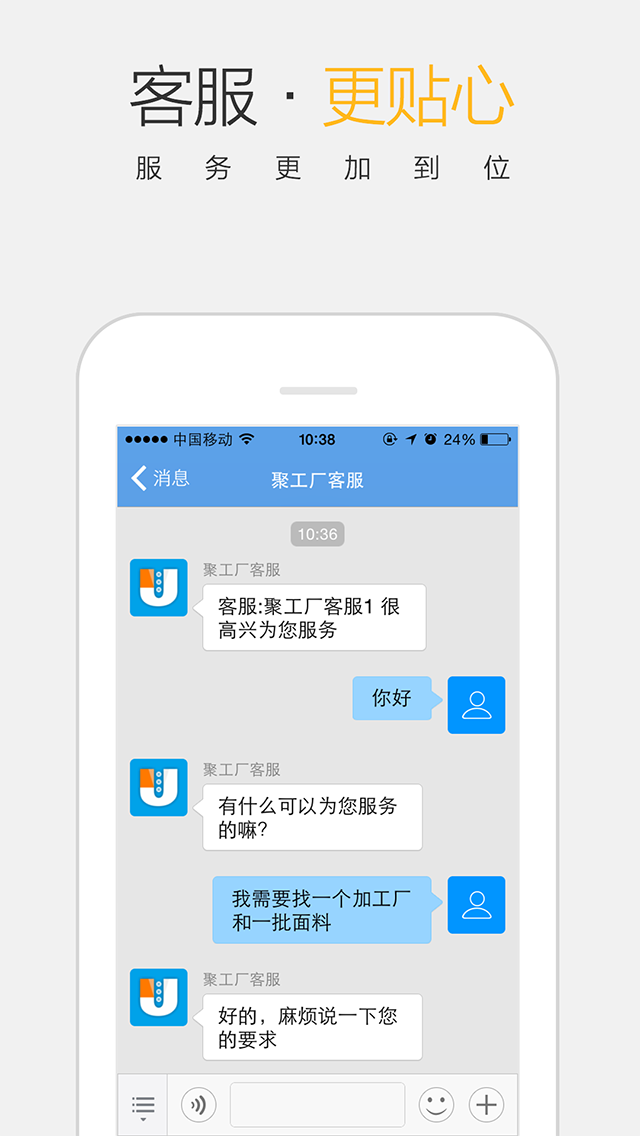 客服·更贴心
服务更加到位
中国移动 10:38 24%
消息 聚工厂客服
10:36
聚工厂客服
客服:聚工厂客服1 很
高兴为您服务
你好
聚工厂客服
有什么可以为您服务
的嘛?
我需要找一个加工厂
和一批面料
聚工厂客服
好的，麻烦说一下您
的要求